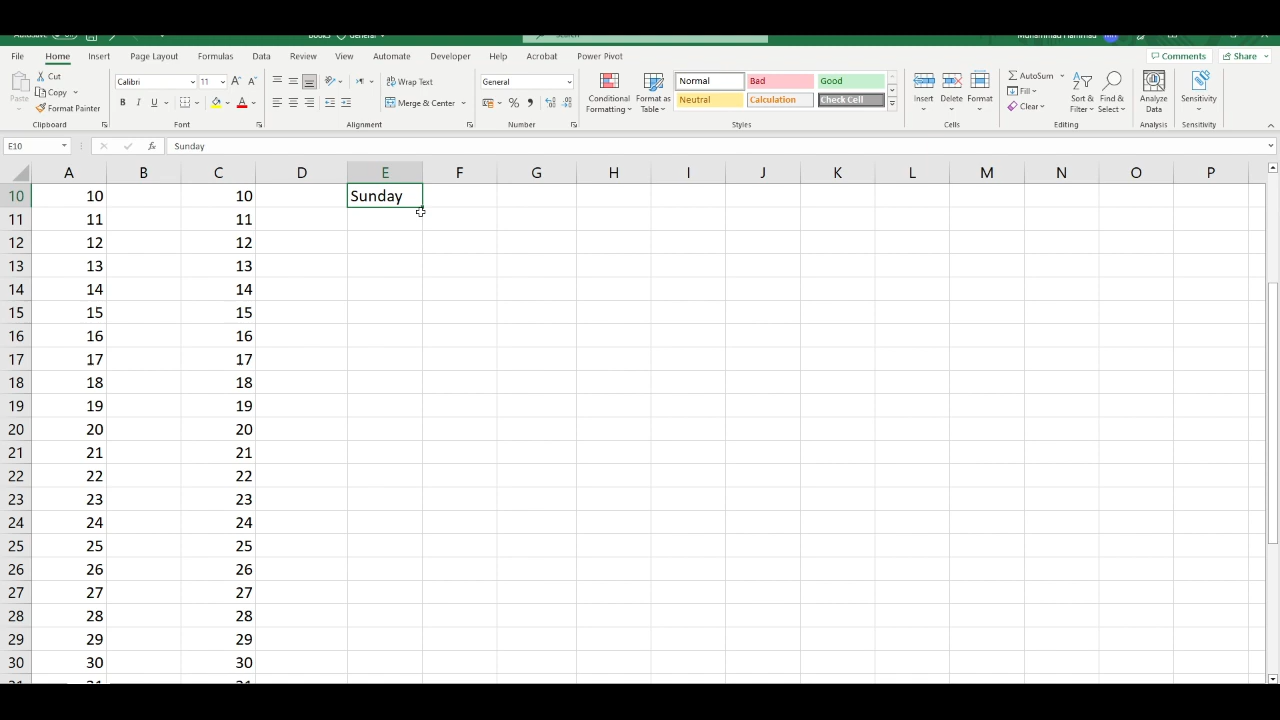 File Home Insert Page Layout Formulas Data Review View Automate Developer Help Acrobat Power Pivot Comments Share
Paste Cut Copy Format Painter Clipboard
Calibri 11 A A B I U A Font
Wrap Text Merge & Center Alignment
General % Number
Conditional Formatting Format as Table Normal Bad Good Neutral Calculation Check Cell Styles
Insert Delete Format Cells
AutoSum Fill Clear Sort & Filter Find & Select Editing
Analyze Data Analysis
Sensitivity Sensitivity
E10 fx Sunday
A B C D E F G H I J K L M N O P
10 10 10 Sunday
11 11 11
12 12 12
13 13 13
14 14 14
15 15 15
16 16 16
17 17 17
18 18 18
19 19 19
20 20 20
21 21 21
22 22 22
23 23 23
24 24 24
25 25 25
26 26 26
27 27 27
28 28 28
29 29 29
30 30 30